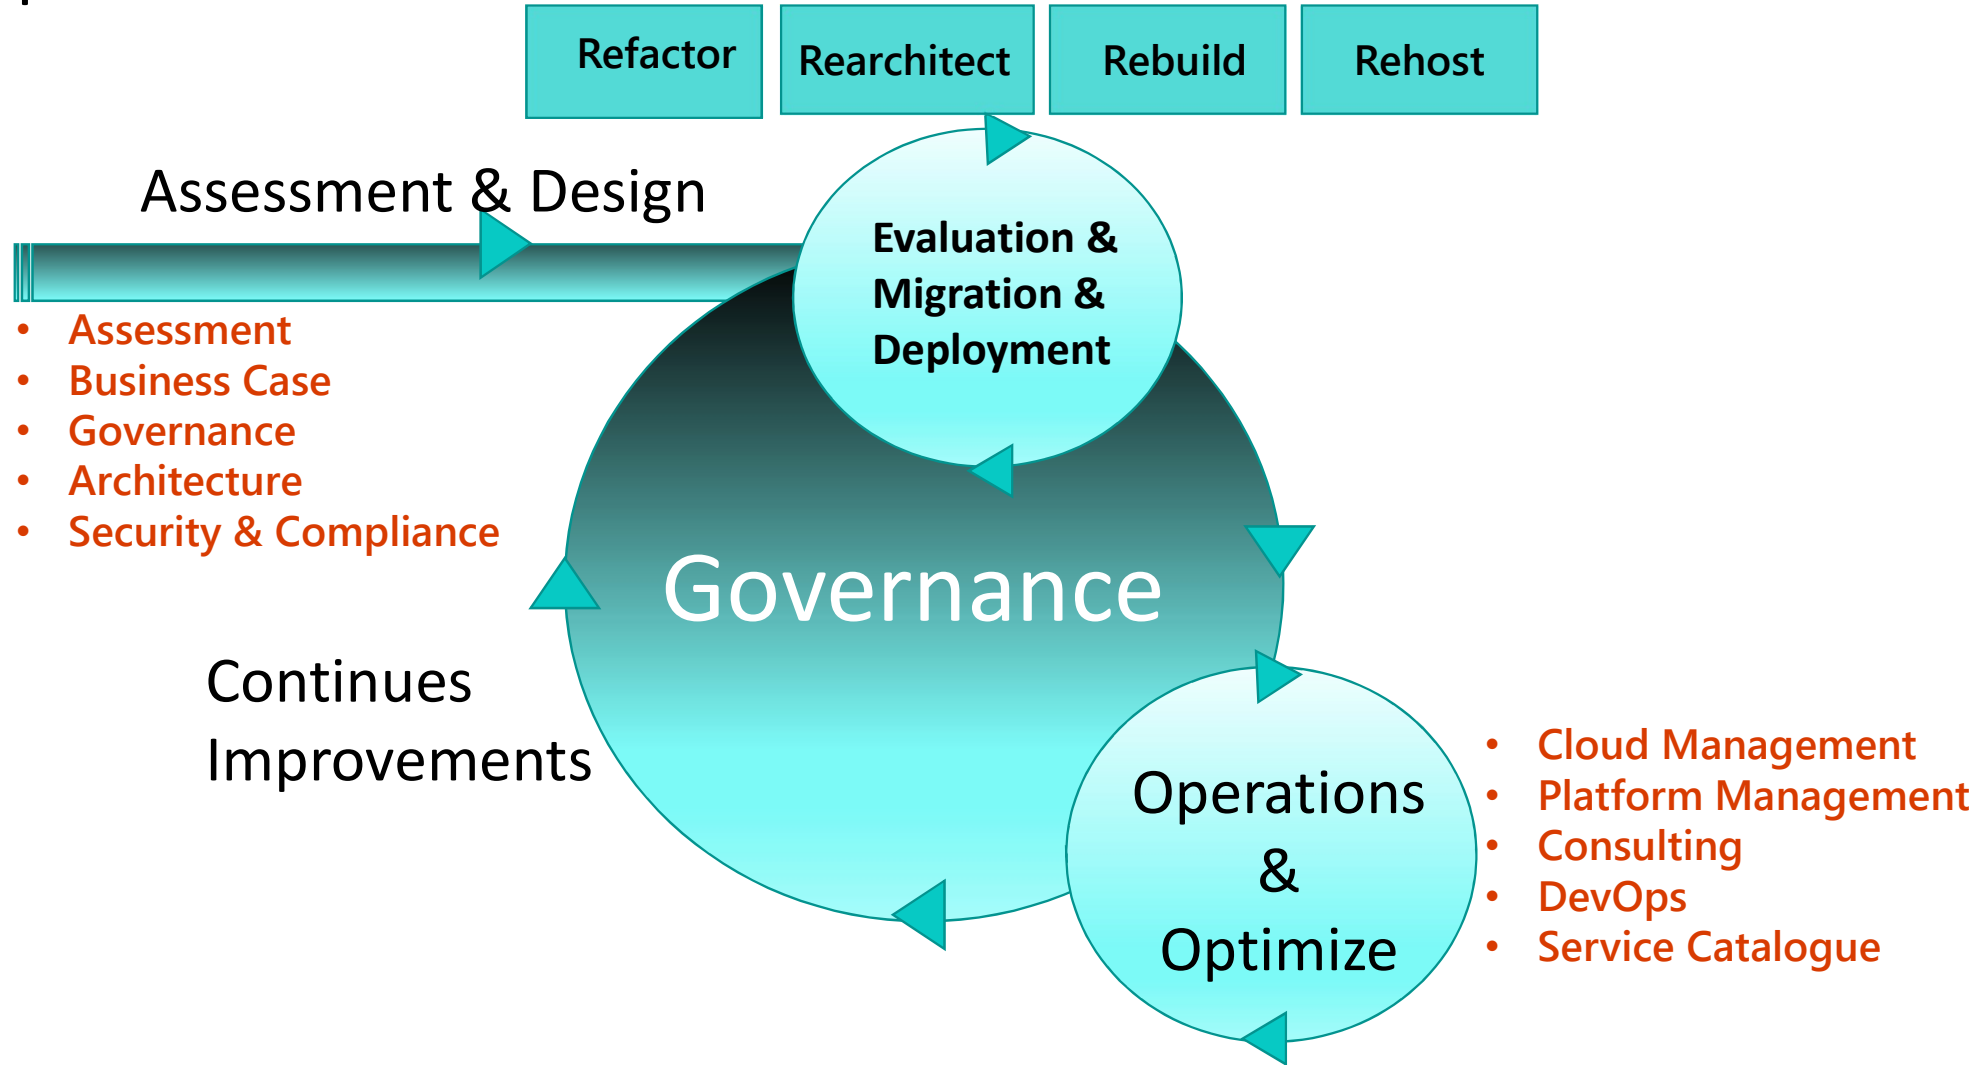 Refactor
Rearchitect
Rebuild
Rehost
Assessment & Design
Evaluation &
Migration &
Deployment
• Assessment
• Business Case
• Governance
• Architecture
• Security & Compliance
Governance
Continues
Improvements
Operations
&
Optimize
• Cloud Management
• Platform Management
• Consulting
• DevOps
• Service Catalogue